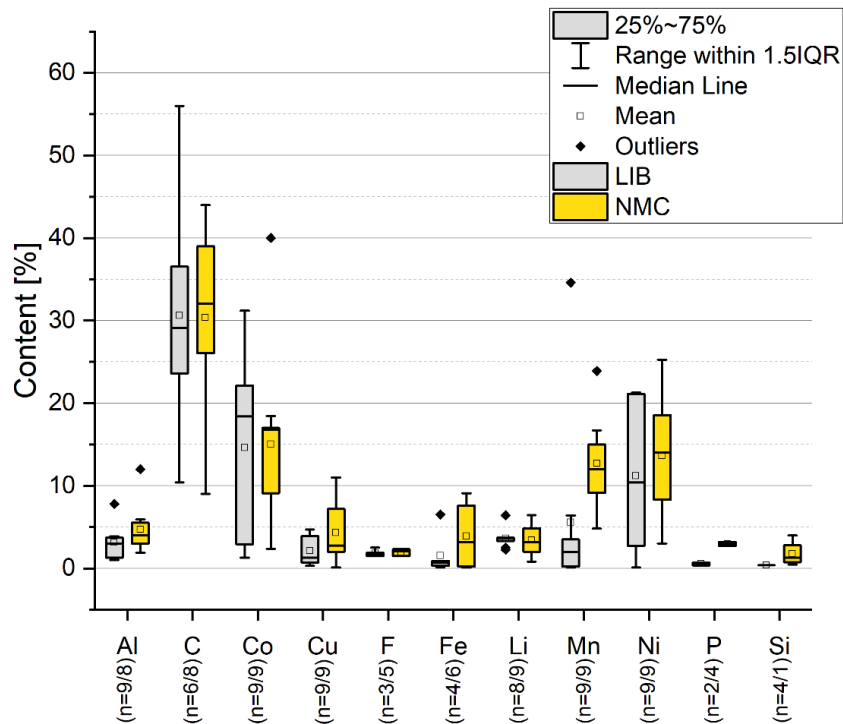 25%~75%
Range within 1.5IQR
Median Line
Mean
Outliers
LIB
NMC
Content [%]
60
50
40
30
20
10
0
Al C Co Cu F Fe Li Mn Ni P Si
(n=9/8) (n=6/8) (n=9/9) (n=9/9) (n=3/5) (n=4/6) (n=8/9) (n=9/9) (n=9/9) (n=2/4) (n=4/1)